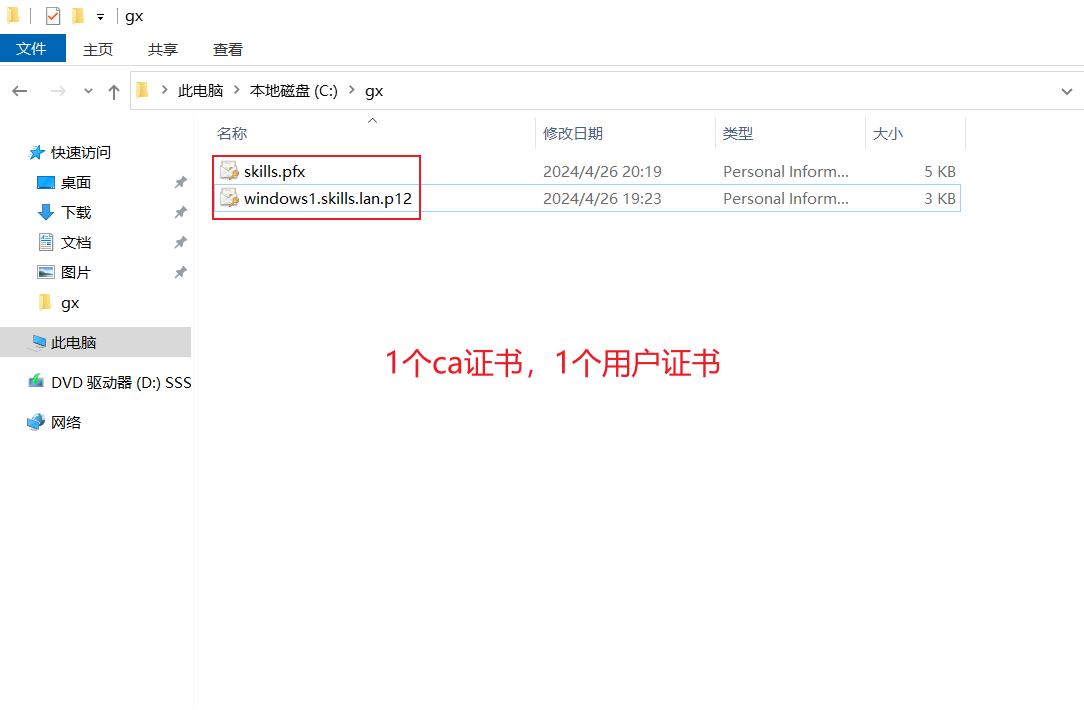 gx
文件 主页 共享 查看
此电脑 本地磁盘 (C:) gx
名称 修改日期 类型 大小
快速访问
桌面
下载
文档
图片
gx
此电脑
DVD 驱动器 (D:) SSS
网络
skills.pfx 2024/4/26 20:19 Personal Inform... 5 KB
windows1.skills.lan.p12 2024/4/26 19:23 Personal Inform... 3 KB
1个ca证书，1个用户证书